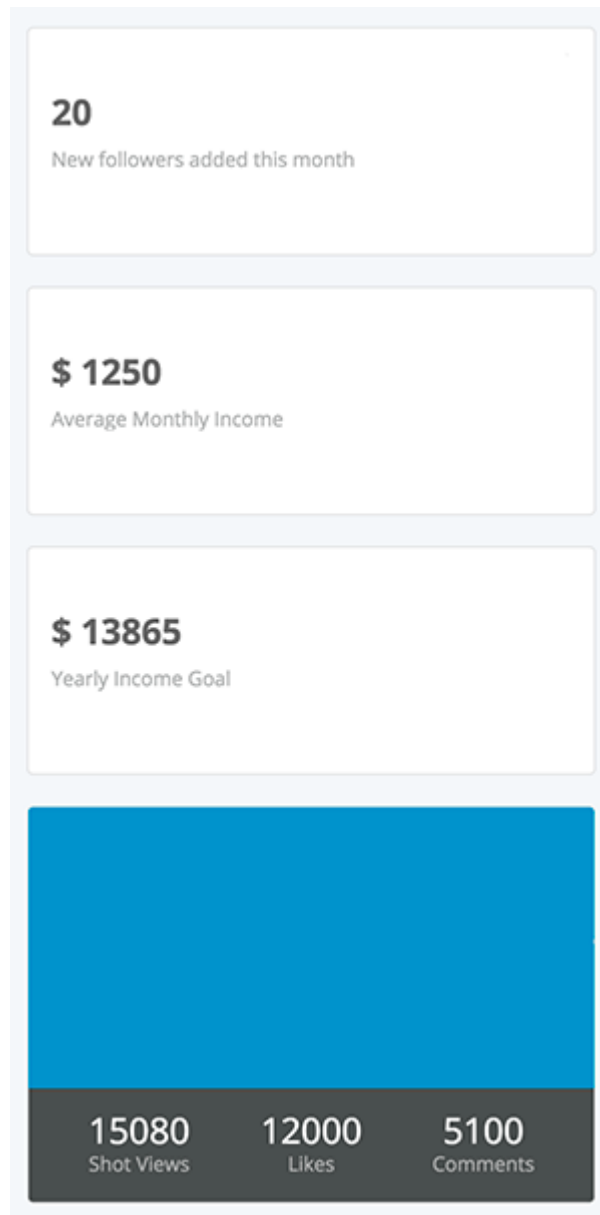 20
New followers added this month
$ 1250
Average Monthly Income
$ 13865
Yearly Income Goal
15080 12000 5100
Shot Views Likes Comments